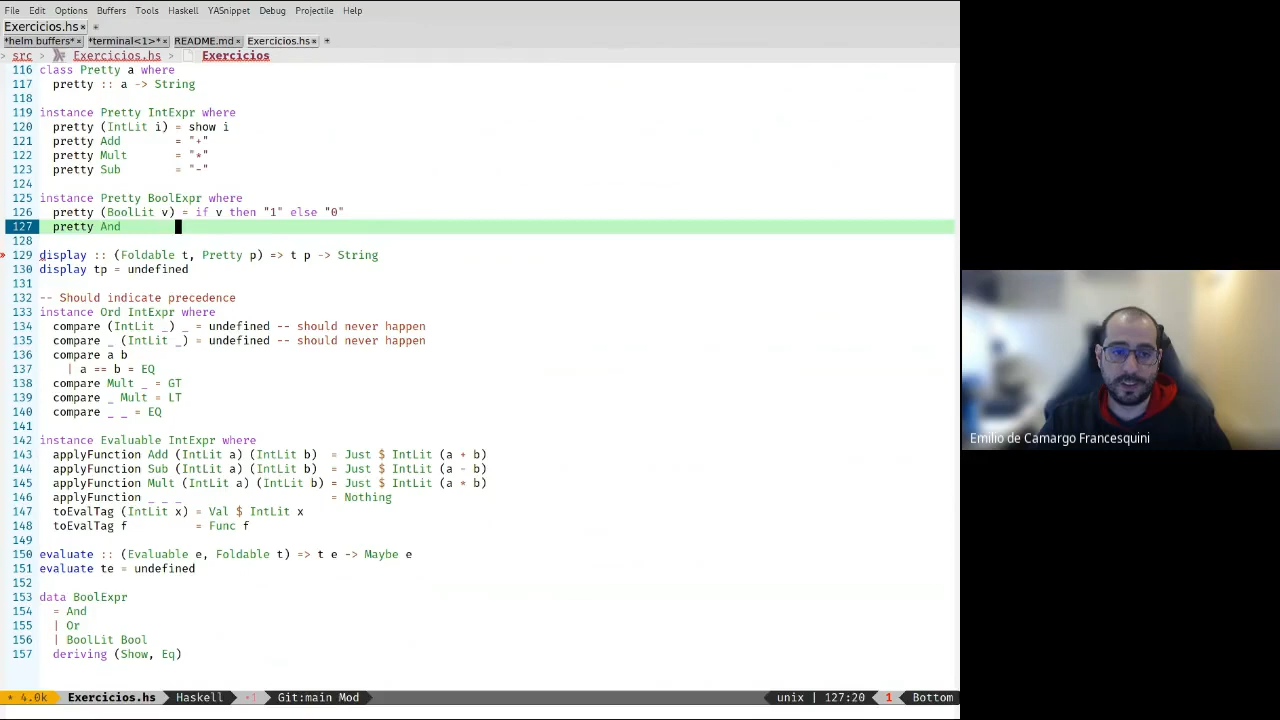 File Edit Options Buffers Tools Haskell YASnippet Debug Projectile Help
Exercicios.hs× +
*helm buffers*× *terminal<1>*× README.md× Exercicios.hs× +
> src > Exercicios.hs > Exercicios
116 class Pretty a where
117 pretty :: a -> String
118
119 instance Pretty IntExpr where
120 pretty (IntLit i) = show i
121 pretty Add = "+"
122 pretty Mult = "*"
123 pretty Sub = "-"
124
125 instance Pretty BoolExpr where
126 pretty (BoolLit v) = if v then "1" else "0"
127 pretty And
128
» 129 display :: (Foldable t, Pretty p) => t p -> String
130 display tp = undefined
131
132 -- Should indicate precedence
133 instance Ord IntExpr where
134 compare (IntLit _) _ = undefined -- should never happen
135 compare _ (IntLit _) = undefined -- should never happen
136 compare a b
137 | a == b = EQ
138 compare Mult _ = GT
139 compare _ Mult = LT
140 compare _ _ = EQ
141
142 instance Evaluable IntExpr where
143 applyFunction Add (IntLit a) (IntLit b) = Just $ IntLit (a + b)
144 applyFunction Sub (IntLit a) (IntLit b) = Just $ IntLit (a - b)
145 applyFunction Mult (IntLit a) (IntLit b) = Just $ IntLit (a * b)
146 applyFunction _ _ _ = Nothing
147 toEvalTag (IntLit x) = Val $ IntLit x
148 toEvalTag f = Func f
149
150 evaluate :: (Evaluable e, Foldable t) => t e -> Maybe e
151 evaluate te = undefined
152
153 data BoolExpr
154 = And
155 | Or
156 | BoolLit Bool
157 deriving (Show, Eq)
* 4.0k Exercicios.hs Haskell •1 Git:main Mod unix | 127:20 1 Bottom
Emilio de Camargo Francesquini